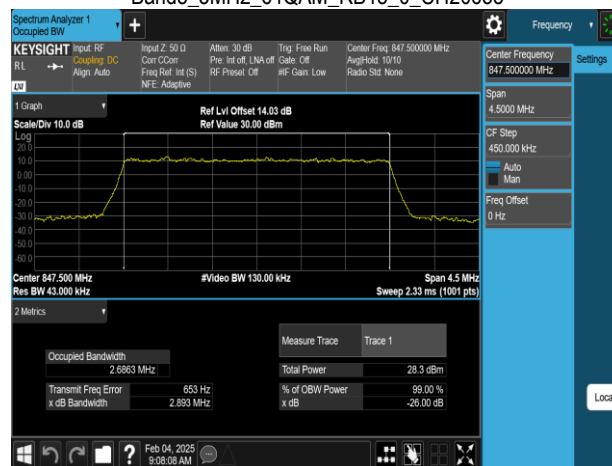 Spectrum Analyzer 1
Occupied BW
Frequency
KEYSIGHT
RL
Input: RF
Coupling: DC
Align: Auto
Input Z: 50 Ω
Corr CCorr
Freq Ref: Int (S)
NFE: Adaptive
Atten: 30 dB
Pre: Int off, LNA off
RF Presel: Off
Trig: Free Run
Gate: Off
#IF Gain: Low
Center Freq: 847.500000 MHz
Avg|Hold: 10/10
Radio Std: None
Center Frequency
847.500000 MHz
Settings
Span
4.5000 MHz
CF Step
450.000 kHz
Auto
Man
Freq Offset
0 Hz
1 Graph
Scale/Div 10.0 dB
Ref Lvl Offset 14.03 dB
Ref Value 30.00 dBm
Log
20.0
10.0
0.00
-10.0
-20.0
-30.0
-40.0
-50.0
-60.0
Center 847.500 MHz
Res BW 43.000 kHz
#Video BW 130.00 kHz
Span 4.5 MHz
Sweep 2.33 ms (1001 pts)
2 Metrics
Measure Trace
Trace 1
Occupied Bandwidth
2.6863 MHz
Total Power
28.3 dBm
Transmit Freq Error
653 Hz
% of OBW Power
99.00 %
x dB Bandwidth
2.893 MHz
x dB
-26.00 dB
Loca
?
Feb 04, 2025
9:08:08 AM